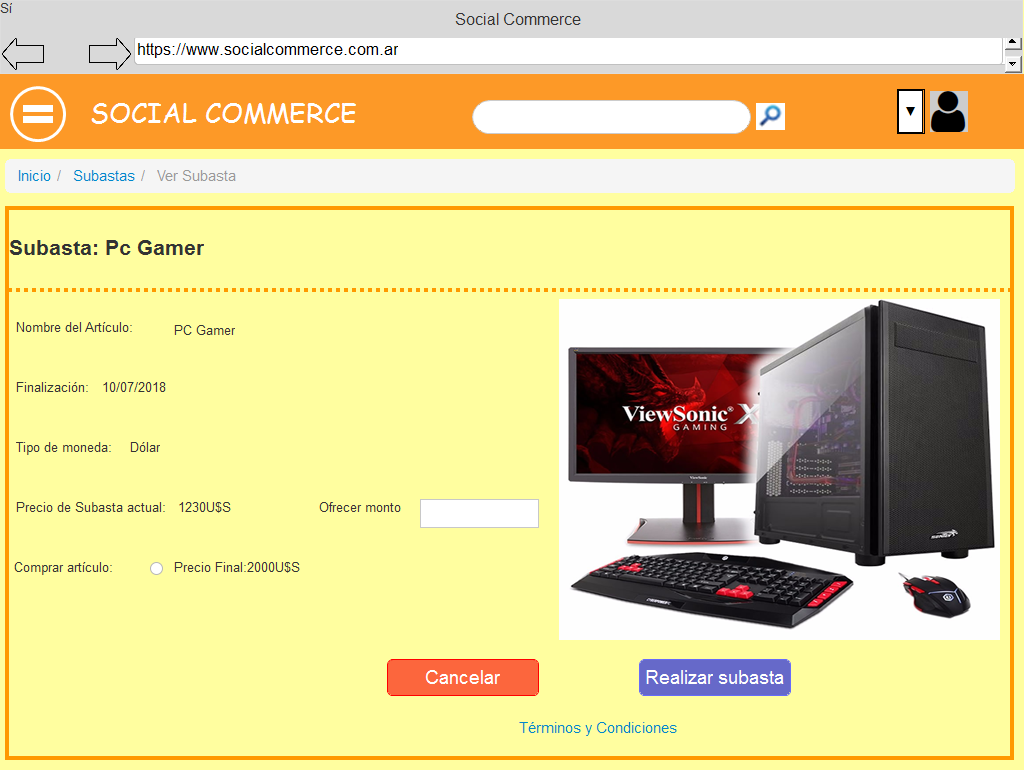 Sí
Social Commerce
https://www.socialcommerce.com.ar
SOCIAL COMMERCE
Inicio / Subastas / Ver Subasta
Subasta: Pc Gamer
Nombre del Artículo: PC Gamer
Finalización: 10/07/2018
Tipo de moneda: Dólar
Precio de Subasta actual: 1230U$S Ofrecer monto
Comprar artículo: Precio Final:2000U$S
ViewSonic® X
GAMING
ViewSonic
Cancelar
Realizar subasta
Términos y Condiciones